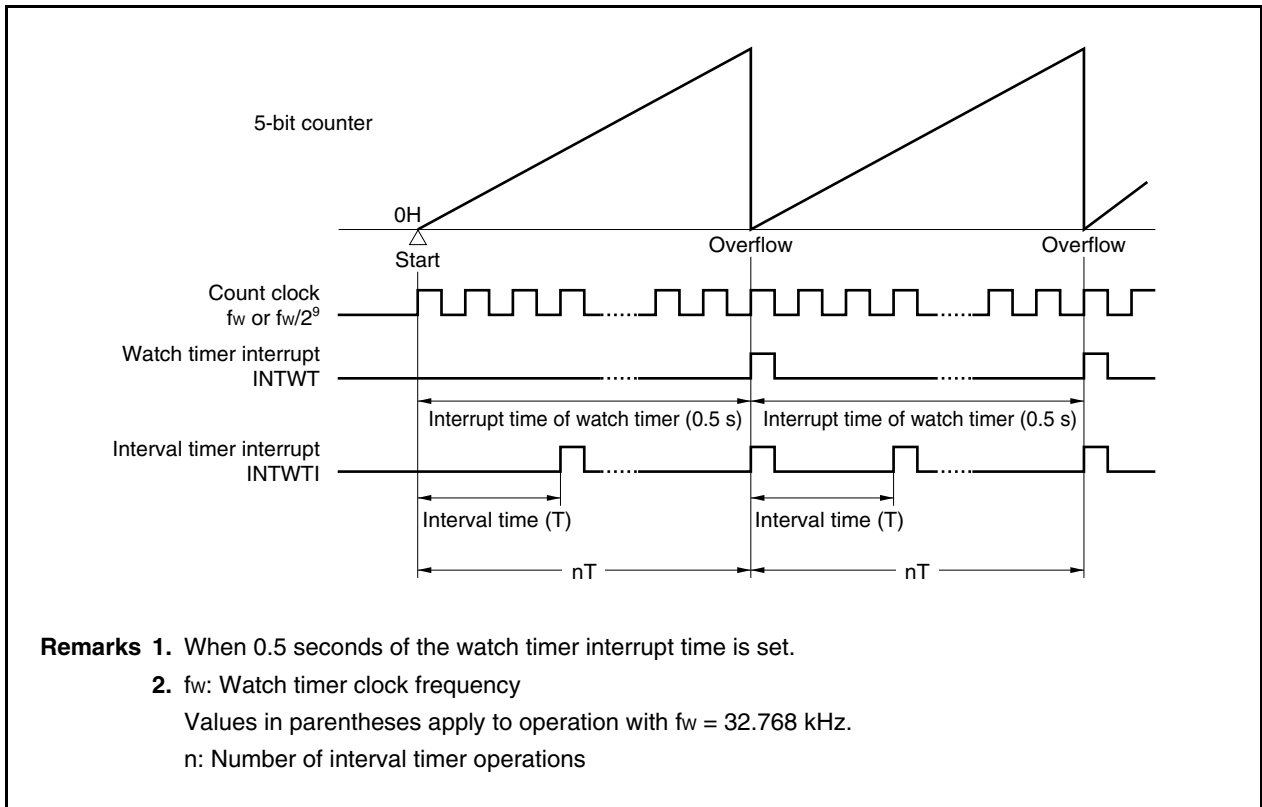 5-bit counter
0H
Start
Overflow
Overflow
Count clock
fw or fw/2⁹
Watch timer interrupt
INTWT
Interrupt time of watch timer (0.5 s)
Interrupt time of watch timer (0.5 s)
Interval timer interrupt
INTWTI
Interval time (T)
Interval time (T)
nT
nT
Remarks 1. When 0.5 seconds of the watch timer interrupt time is set.
2. fw: Watch timer clock frequency
Values in parentheses apply to operation with fw = 32.768 kHz.
n: Number of interval timer operations